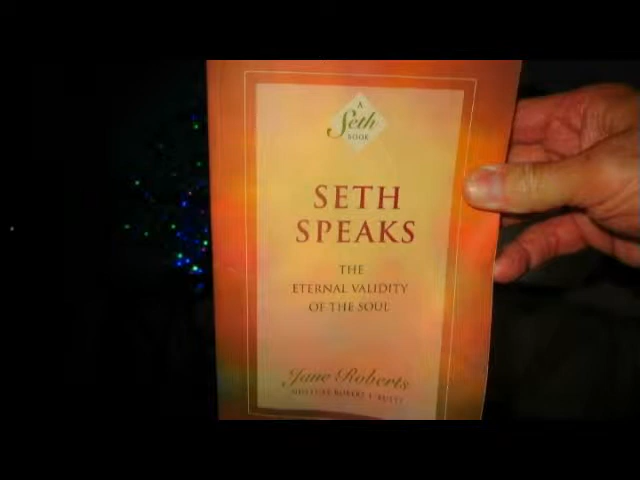 A
Seth
BOOK
SETH
SPEAKS
THE
ETERNAL VALIDITY
OF THE SOUL
Jane Roberts
NOTES BY ROBERT F. BUTTS